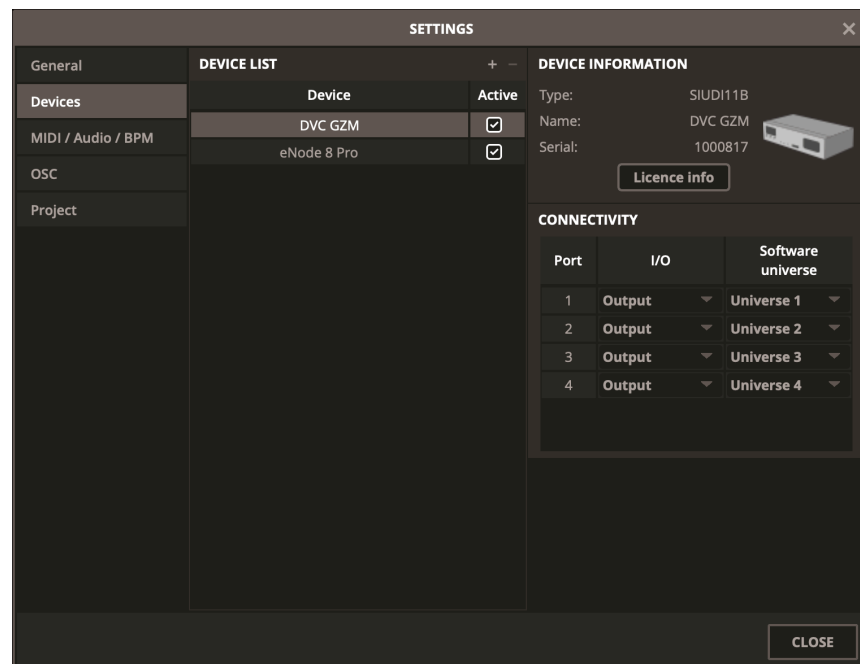 SETTINGS
General
Devices
MIDI / Audio / BPM
OSC
Project
DEVICE LIST
Device Active
DVC GZM
eNode 8 Pro
DEVICE INFORMATION
Type: SIUDI11B
Name: DVC GZM
Serial: 1000817
Licence info
CONNECTIVITY
Port I/O Software universe
1 Output Universe 1
2 Output Universe 2
3 Output Universe 3
4 Output Universe 4
CLOSE